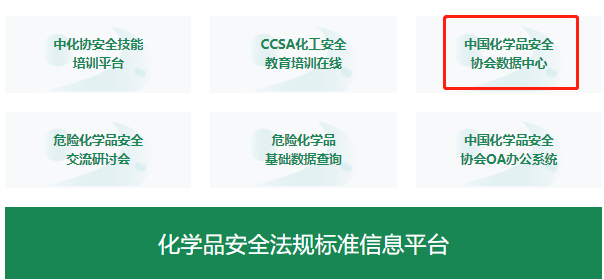 中化协安全技能
培训平台
CCSA化工安全
教育培训在线
中国化学品安全
协会数据中心
危险化学品安全
交流研讨会
危险化学品
基础数据查询
中国化学品安全
协会OA办公系统
化学品安全法规标准信息平台